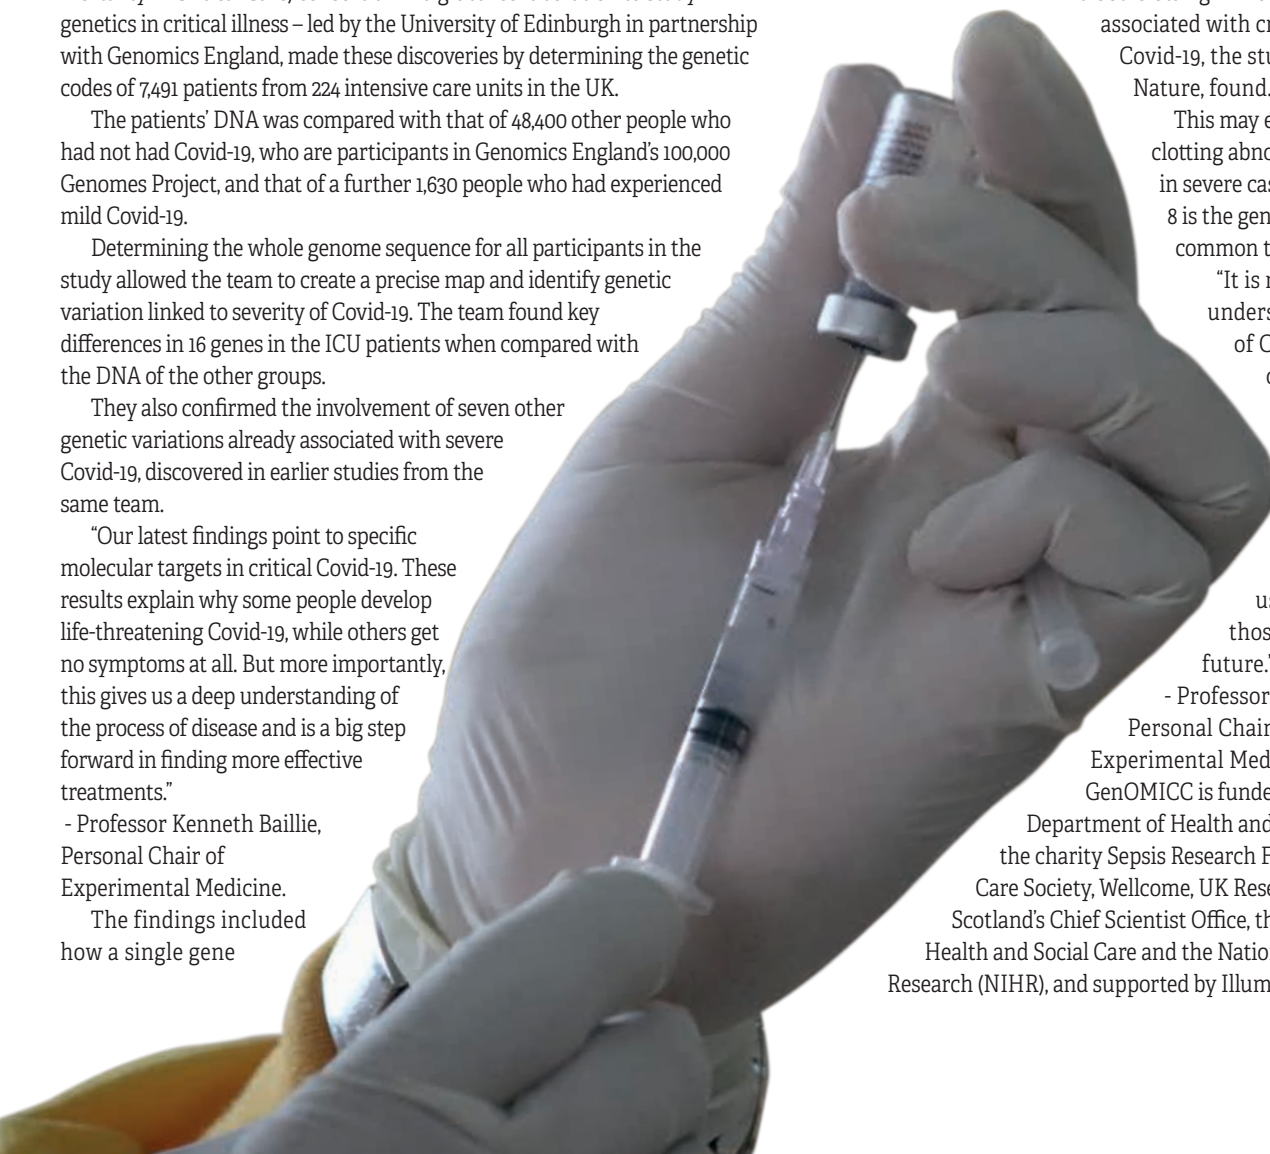 genetics in critical illness – led by the University of Edinburgh in partnership
with Genomics England, made these discoveries by determining the genetic
codes of 7,491 patients from 224 intensive care units in the UK.
The patients’ DNA was compared with that of 48,400 other people who
had not had Covid-19, who are participants in Genomics England’s 100,000
Genomes Project, and that of a further 1,630 people who had experienced
mild Covid-19.
Determining the whole genome sequence for all participants in the
study allowed the team to create a precise map and identify genetic
variation linked to severity of Covid-19. The team found key
differences in 16 genes in the ICU patients when compared with
the DNA of the other groups.
They also confirmed the involvement of seven other
genetic variations already associated with severe
Covid-19, discovered in earlier studies from the
same team.
“Our latest findings point to specific
molecular targets in critical Covid-19. These
results explain why some people develop
life-threatening Covid-19, while others get
no symptoms at all. But more importantly,
this gives us a deep understanding of
the process of disease and is a big step
forward in finding more effective
treatments.”
- Professor Kenneth Baillie,
Personal Chair of
Experimental Medicine.
The findings included
how a single gene
associated with
Covid-19, the
Nature, found.
This may
clotting
in severe
8 is the
common
“It is
of
future.”
- Professor
Personal Chair
Experimental
GenOMICC is
Department of Health and
the charity Sepsis Research
Care Society, Wellcome, UK
Scotland’s Chief Scientist Office,
Health and Social Care and the
Research (NIHR), and supported by